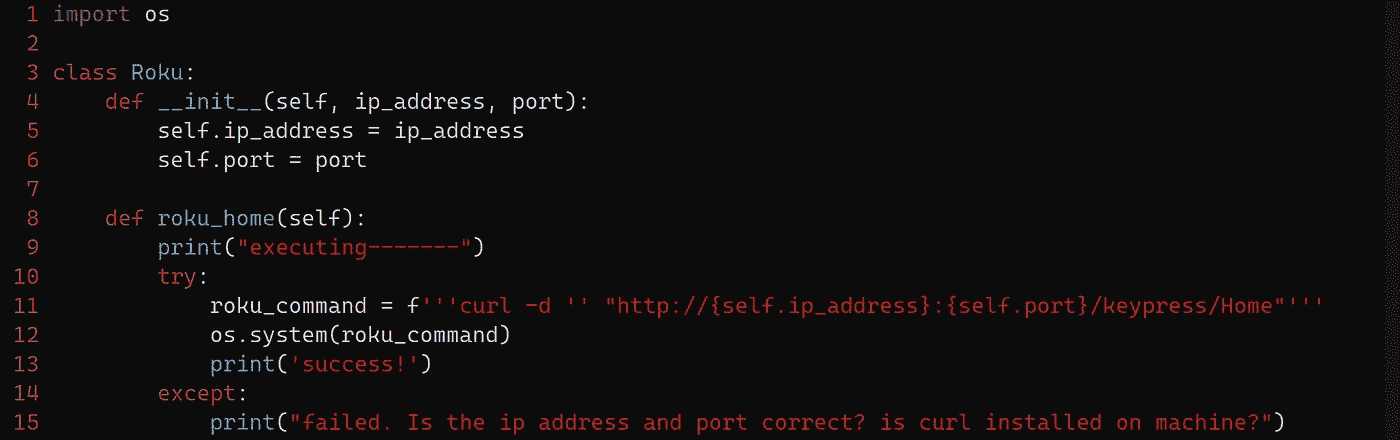 1 import os
2
3 class Roku:
4     def __init__(self, ip_address, port):
5         self.ip_address = ip_address
6         self.port = port
7
8     def roku_home(self):
9         print("executing-------")
10         try:
11             roku_command = f'''curl -d '' "http://{self.ip_address}:{self.port}/keypress/Home"'''
12             os.system(roku_command)
13             print('success!')
14         except:
15             print("failed. Is the ip address and port correct? is curl installed on machine?")